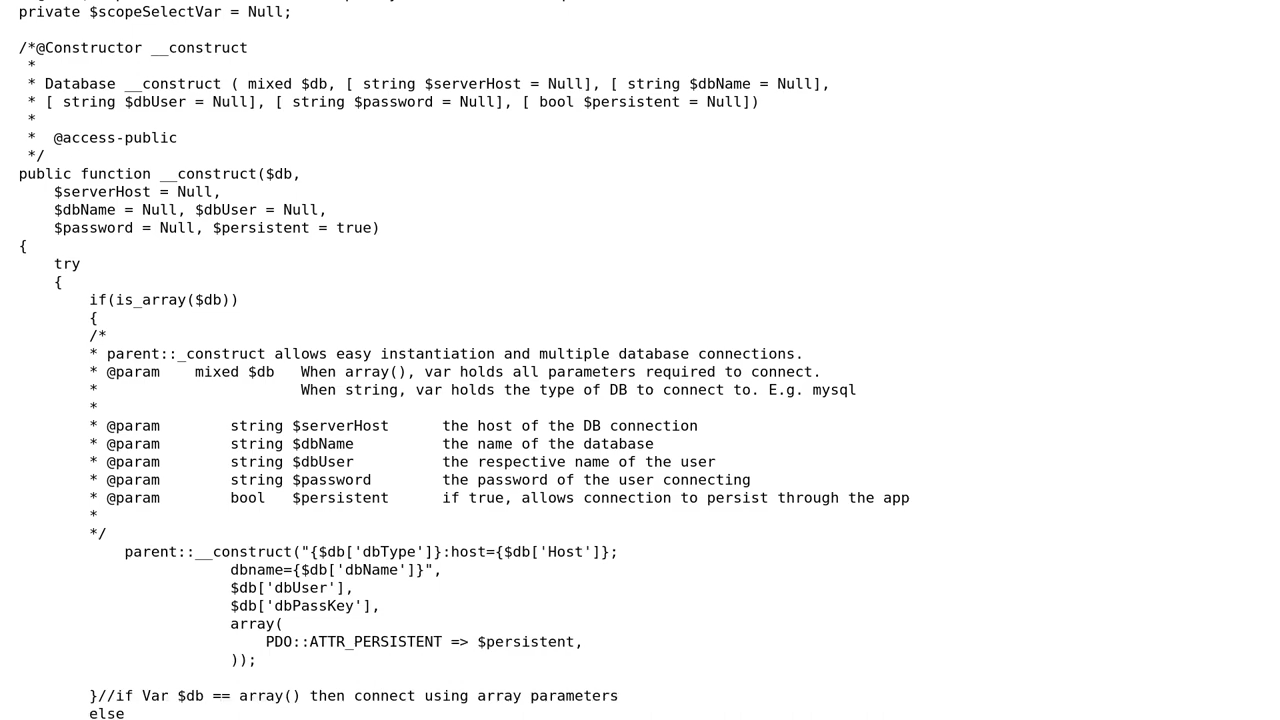 private $scopeSelectVar = Null;

/*@Constructor __construct
 *
 * Database __construct ( mixed $db, [ string $serverHost = Null], [ string $dbName = Null],
 * [ string $dbUser = Null], [ string $password = Null], [ bool $persistent = Null])
 *
 *  @access-public
 */
public function __construct($db,
    $serverHost = Null,
    $dbName = Null, $dbUser = Null,
    $password = Null, $persistent = true)
{
    try
    {
        if(is_array($db))
        {
        /*
        * parent::_construct allows easy instantiation and multiple database connections.
        * @param    mixed $db   When array(), var holds all parameters required to connect.
        *                       When string, var holds the type of DB to connect to. E.g. mysql
        *
        * @param        string $serverHost      the host of the DB connection
        * @param        string $dbName          the name of the database
        * @param        string $dbUser          the respective name of the user
        * @param        string $password        the password of the user connecting
        * @param        bool   $persistent      if true, allows connection to persist through the app
        *
        */
            parent::__construct("{$db['dbType']}:host={$db['Host']};
                        dbname={$db['dbName']}",
                        $db['dbUser'],
                        $db['dbPassKey'],
                        array(
                            PDO::ATTR_PERSISTENT => $persistent,
                        ));

        }//if Var $db == array() then connect using array parameters
        else